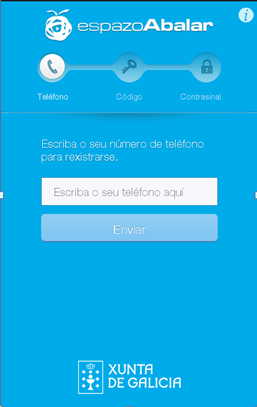 espazoAbalar
i
Teléfono Código Contrasinal
Escriba o seu número de teléfono
para rexistrarse.
Escriba o seu teléfono aquí
Enviar
XUNTA
DE GALICIA